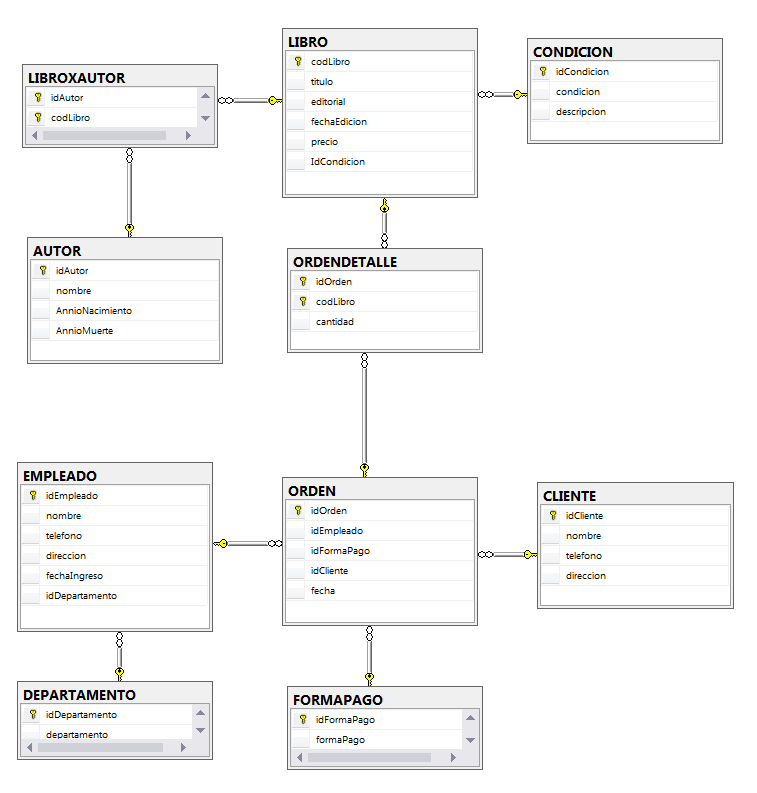 LIBROXAUTOR
idAutor
codLibro
LIBRO
codLibro
titulo
editorial
fechaEdicion
precio
IdCondicion
CONDICION
idCondicion
condicion
descripcion
AUTOR
idAutor
nombre
AnnioNacimiento
AnnioMuerte
ORDENDETALLE
idOrden
codLibro
cantidad
EMPLEADO
idEmpleado
nombre
telefono
direccion
fechaIngreso
idDepartamento
ORDEN
idOrden
idEmpleado
idFormaPago
idCliente
fecha
CLIENTE
idCliente
nombre
telefono
direccion
DEPARTAMENTO
idDepartamento
departamento
FORMAPAGO
idFormaPago
formaPago